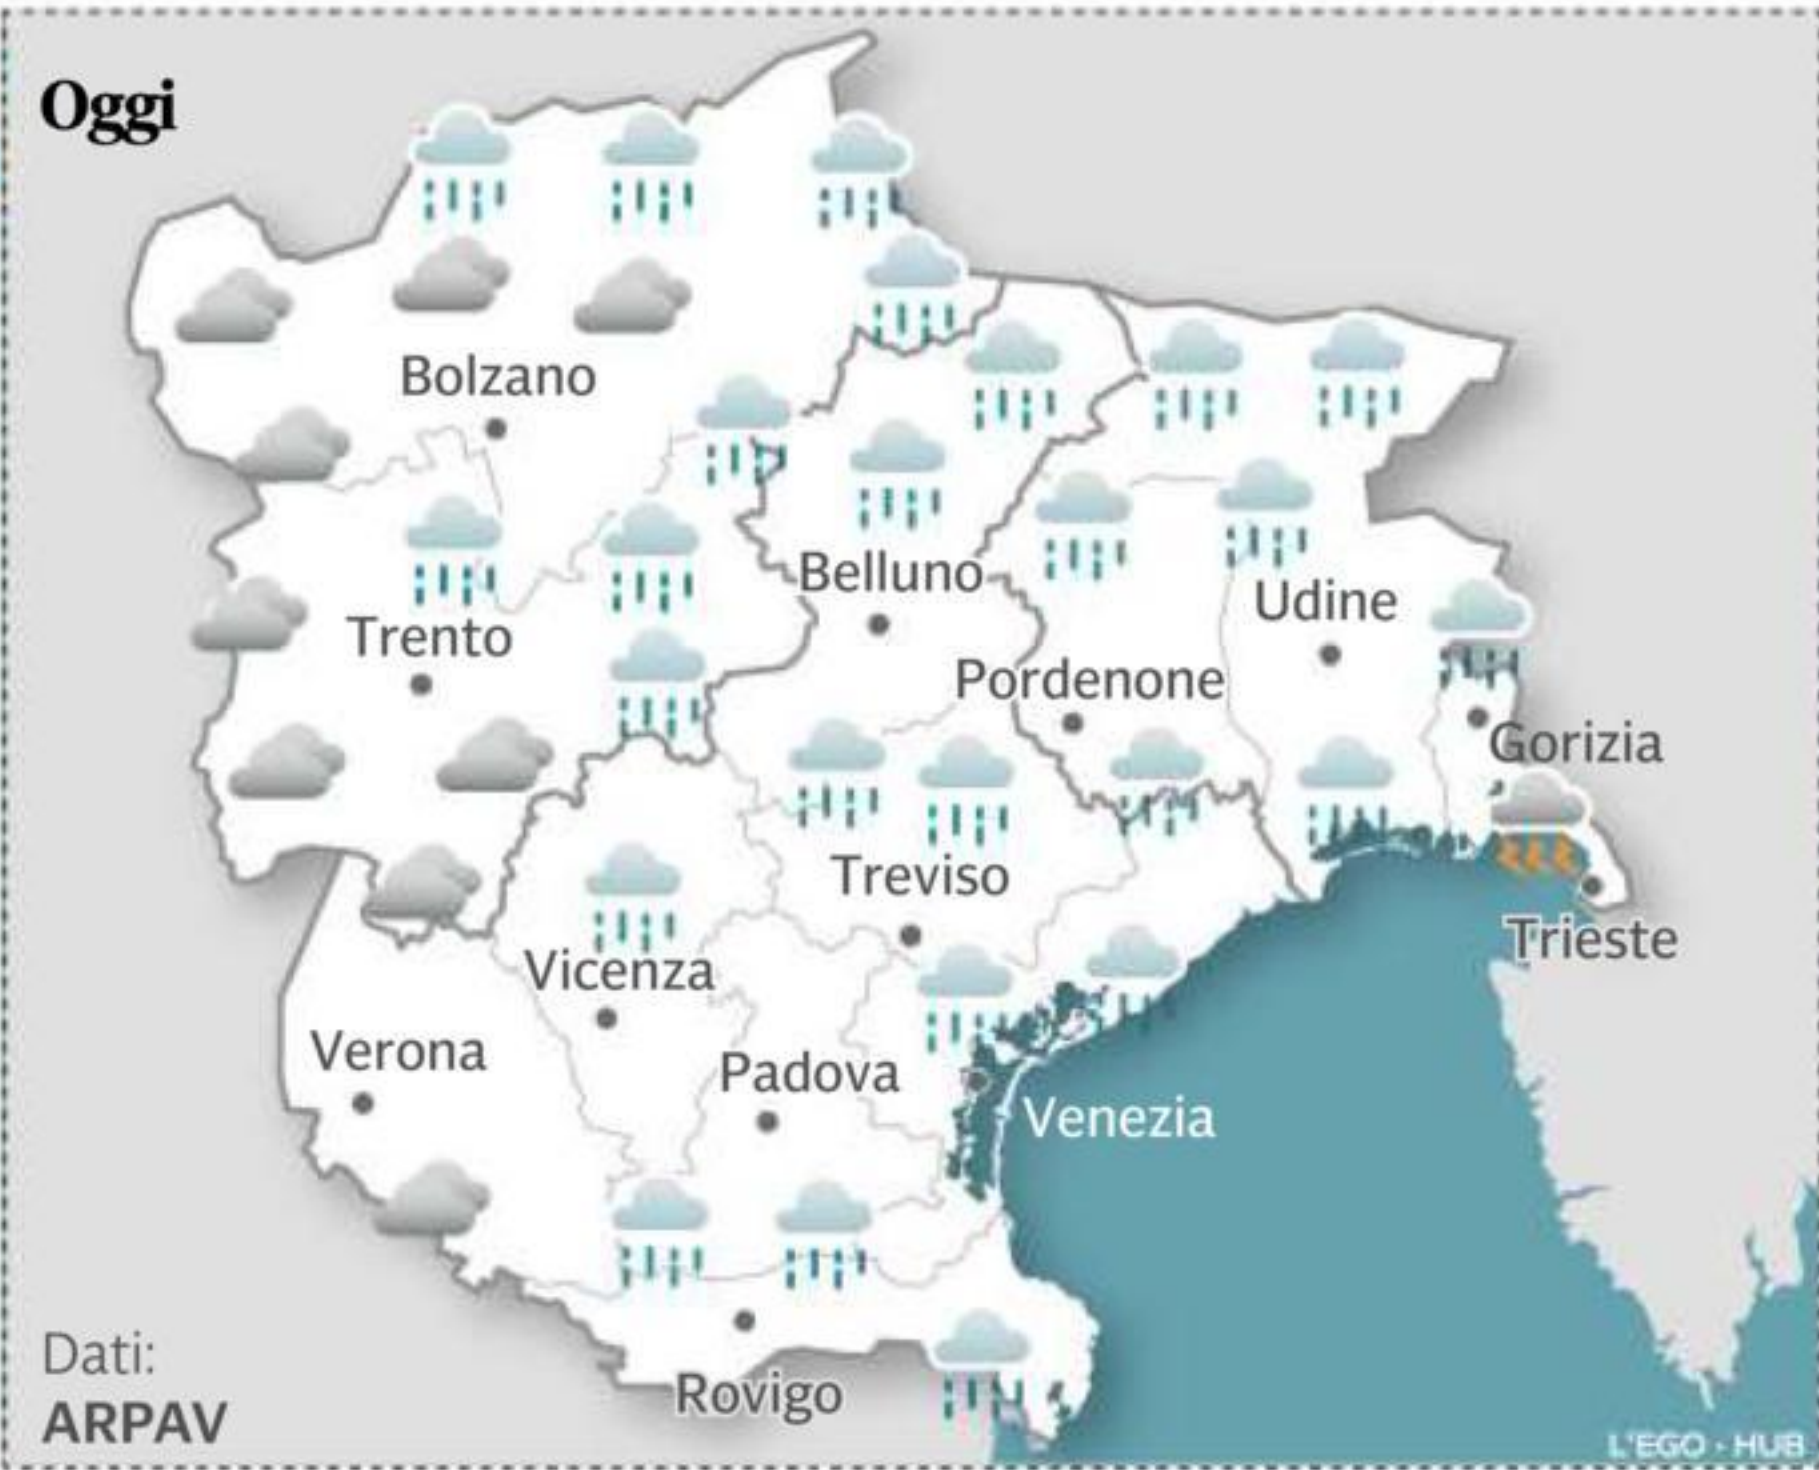 Oggi
Bolzano
Belluno
Udine
Trento
Pordenone
Gorizia
Treviso
Trieste
Vicenza
Verona
Padova
Venezia
Dati:
ARPAV
Rovigo
L'EGO - HUB